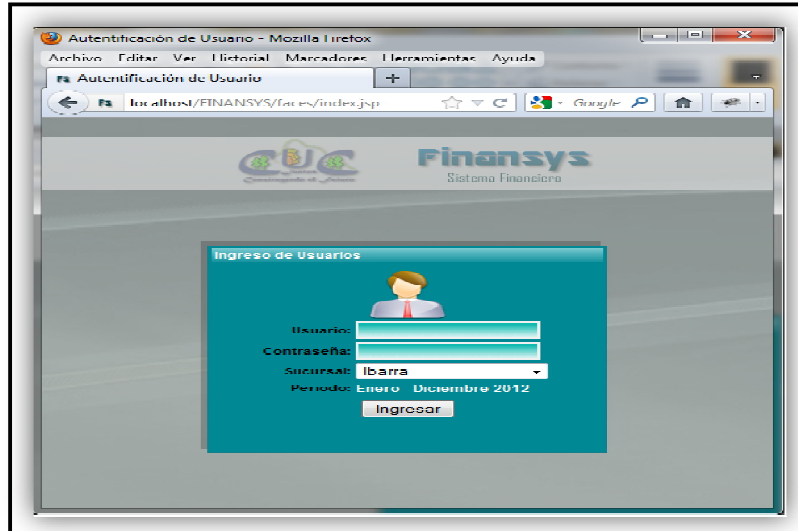 Autentificación de Usuario - Mozilla Firefox
Archivo Editar Ver Historial Marcadores Herramientas Ayuda
Autentificación de Usuario
localhost/FINANSYS/faces/index.jsp
Google
CUC
Finansys
Sistema Financiero
Ingreso de Usuarios
Usuario:
Contraseña:
Sucursal: Ibarra
Periodo: Enero Diciembre 2012
Ingresar